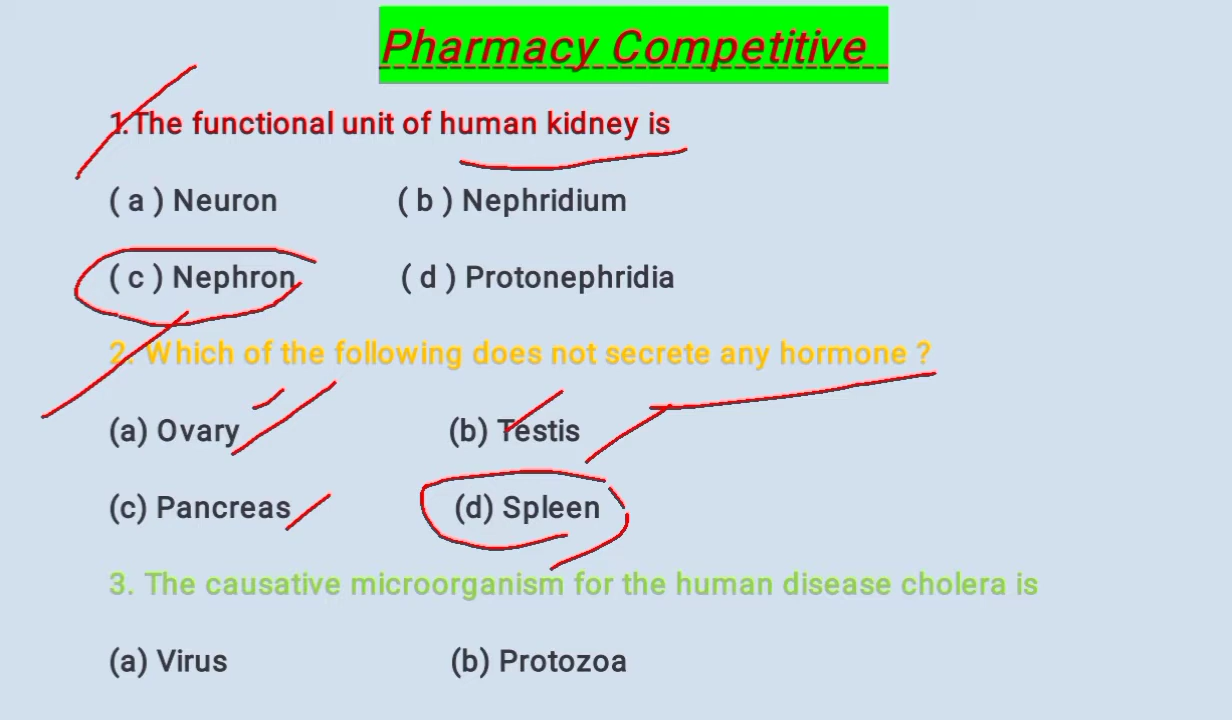 Pharmacy Competitive
1.The functional unit of human kidney is
( a ) Neuron ( b ) Nephridium
( c ) Nephron ( d ) Protonephridia
2. Which of the following does not secrete any hormone ?
(a) Ovary (b) Testis
(c) Pancreas (d) Spleen
3. The causative microorganism for the human disease cholera is
(a) Virus (b) Protozoa